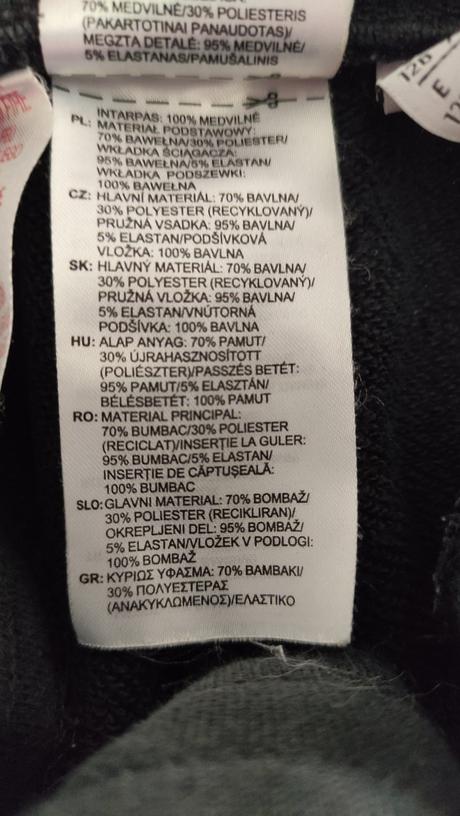 70% MEDVILNĖ/30% POLIESTERIS
(PAKARTOTINAI PANAUDOTAS)/
MEGZTA DETALĖ: 95% MEDVILNĖ/
5% ELASTANAS/PAMUŠALINIS
INTARPAS: 100% MEDVILNĖ
PL: MATERIAŁ PODSTAWOWY:
70% BAWEŁNA/30% POLIESTER/
WKŁADKA ŚCIĄGACZA:
95% BAWEŁNA/5% ELASTAN/
WKŁADKA PODSZEWKI:
100% BAWEŁNA
CZ: HLAVNÍ MATERIÁL: 70% BAVLNA/
30% POLYESTER (RECYKLOVANÝ)/
PRUŽNÁ VSADKA: 95% BAVLNA/
5% ELASTAN/PODŠÍVKOVÁ
VLOŽKA: 100% BAVLNA
SK: HLAVNÝ MATERIÁL: 70% BAVLNA/
30% POLYESTER (RECYKLOVANÝ)/
PRUŽNÁ VLOŽKA: 95% BAVLNA/
5% ELASTAN/VNÚTORNÁ
PODŠÍVKA: 100% BAVLNA
HU: ALAP ANYAG: 70% PAMUT/
30% ÚJRAHASZNOSÍTOTT
(POLIÉSZTER)/PASSZÉS BETÉT:
95% PAMUT/5% ELASZTÁN/
BÉLÉSBETÉT: 100% PAMUT
RO: MATERIAL PRINCIPAL:
70% BUMBAC/30% POLIESTER
(RECICLAT)/INSERȚIE LA GULER:
95% BUMBAC/5% ELASTAN/
INSERȚIE DE CĂPTUȘEALĂ:
100% BUMBAC
SLO: GLAVNI MATERIAL: 70% BOMBAŽ/
30% POLIESTER (RECIKLIRAN)/
OKREPLJENI DEL: 95% BOMBAŽ/
5% ELASTAN/VLOŽEK V PODLOGI:
100% BOMBAŽ
GR: ΚΥΡΙΩΣ ΥΦΑΣΜΑ: 70% ΒΑΜΒΑΚΙ/
30% ΠΟΛΥΕΣΤΕΡΑΣ
(ΑΝΑΚΥΚΛΩΜΕΝΟΣ)/ΕΛΑΣΤΙΚΟ
128
E